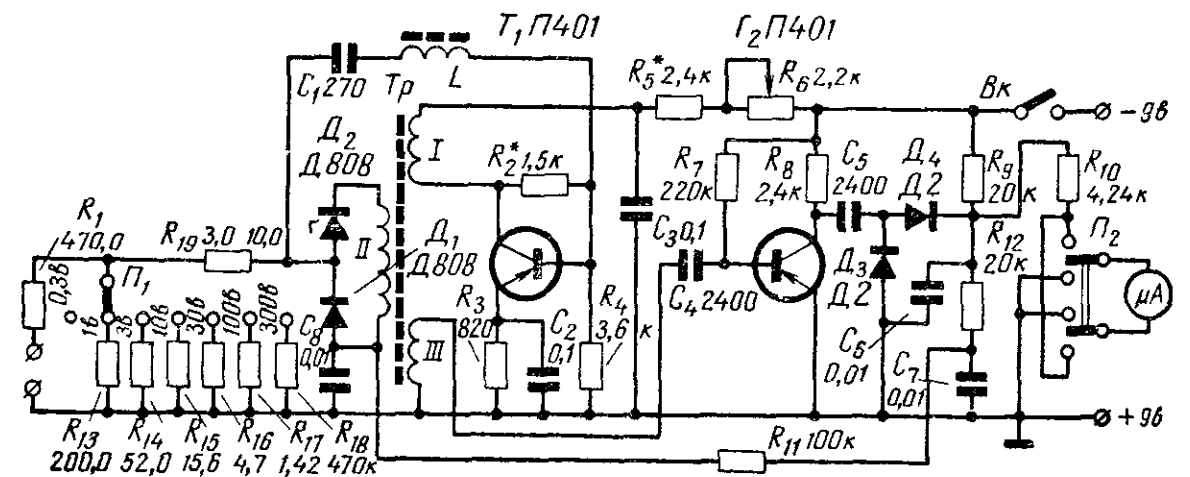 T₁ П401
Г₂ П401
C₁ 270
L
Тр
R₅* 2,4к
R₆ 2,2к
Вк
– 9в
Д₂
Д808
I
R₂* 1,5к
R₇
220к
R₈
2,4к
C₅
2400
Д₄
Д2
R₉
20к
R₁₀
4,24к
R₁
470,0
R₁₉ 3,0 10,0
г
II
Д₁
Д808
C₃ 0,1
C₄ 2400
Д₃
Д2
R₁₂
20к
П₂
μА
П₁
0,3в
1в
3в
10в
30в
100в
300в
C₈
0,01
III
R₃
820
C₂
0,1
R₄
3,6 к
C₆
0,01
C₇
0,01
R₁₃
200,0
R₁₄
52,0
R₁₅
15,6
R₁₆
4,7
R₁₇
1,42
R₁₈
470к
R₁₁ 100к
+ 9в